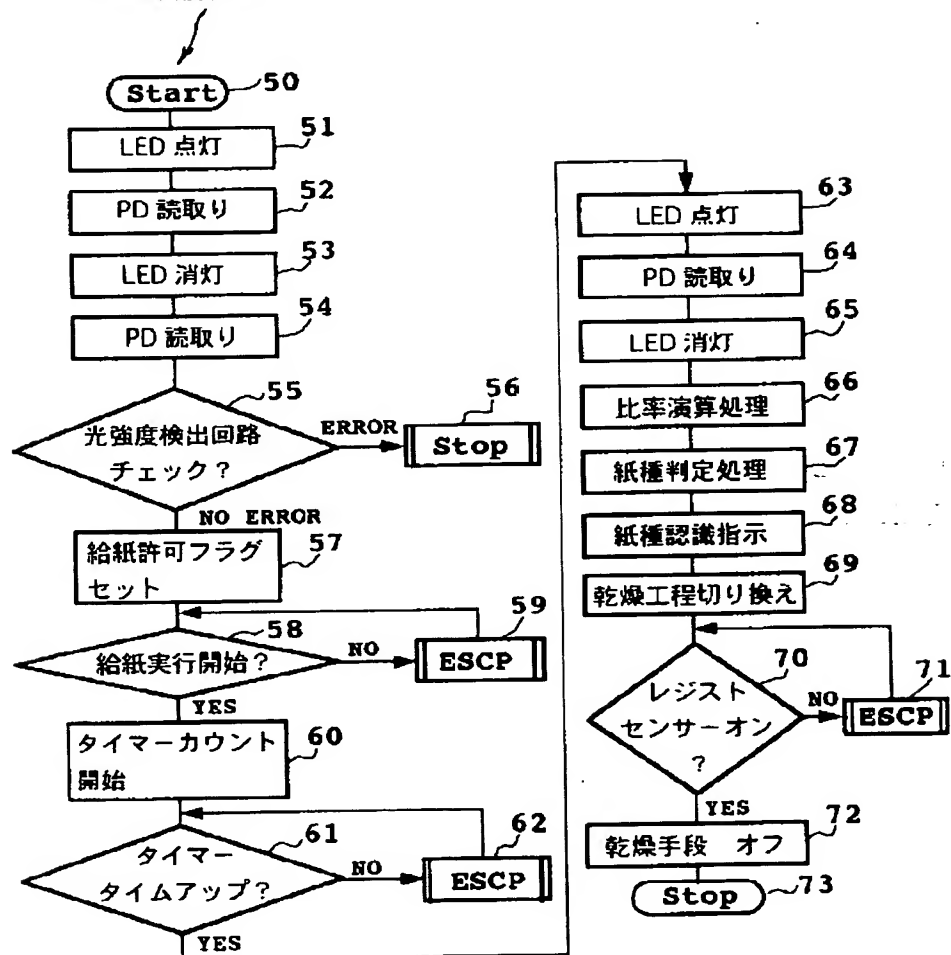 Start
50
LED 点灯
51
PD 読取り
52
LED 消灯
53
PD 読取り
54
光強度検出回路
チェック？
55
ERROR
Stop
56
NO ERROR
給紙許可フラグ
セット
57
給紙実行開始？
58
NO
ESCP
59
YES
タイマーカウント
開始
60
タイマー
タイムアップ？
61
NO
ESCP
62
YES
LED 点灯
63
PD 読取り
64
LED 消灯
65
比率演算処理
66
紙種判定処理
67
紙種認識指示
68
乾燥工程切り換え
69
レジスト
センサーオン
？
70
NO
ESCP
71
YES
乾燥手段 オフ
72
Stop
73